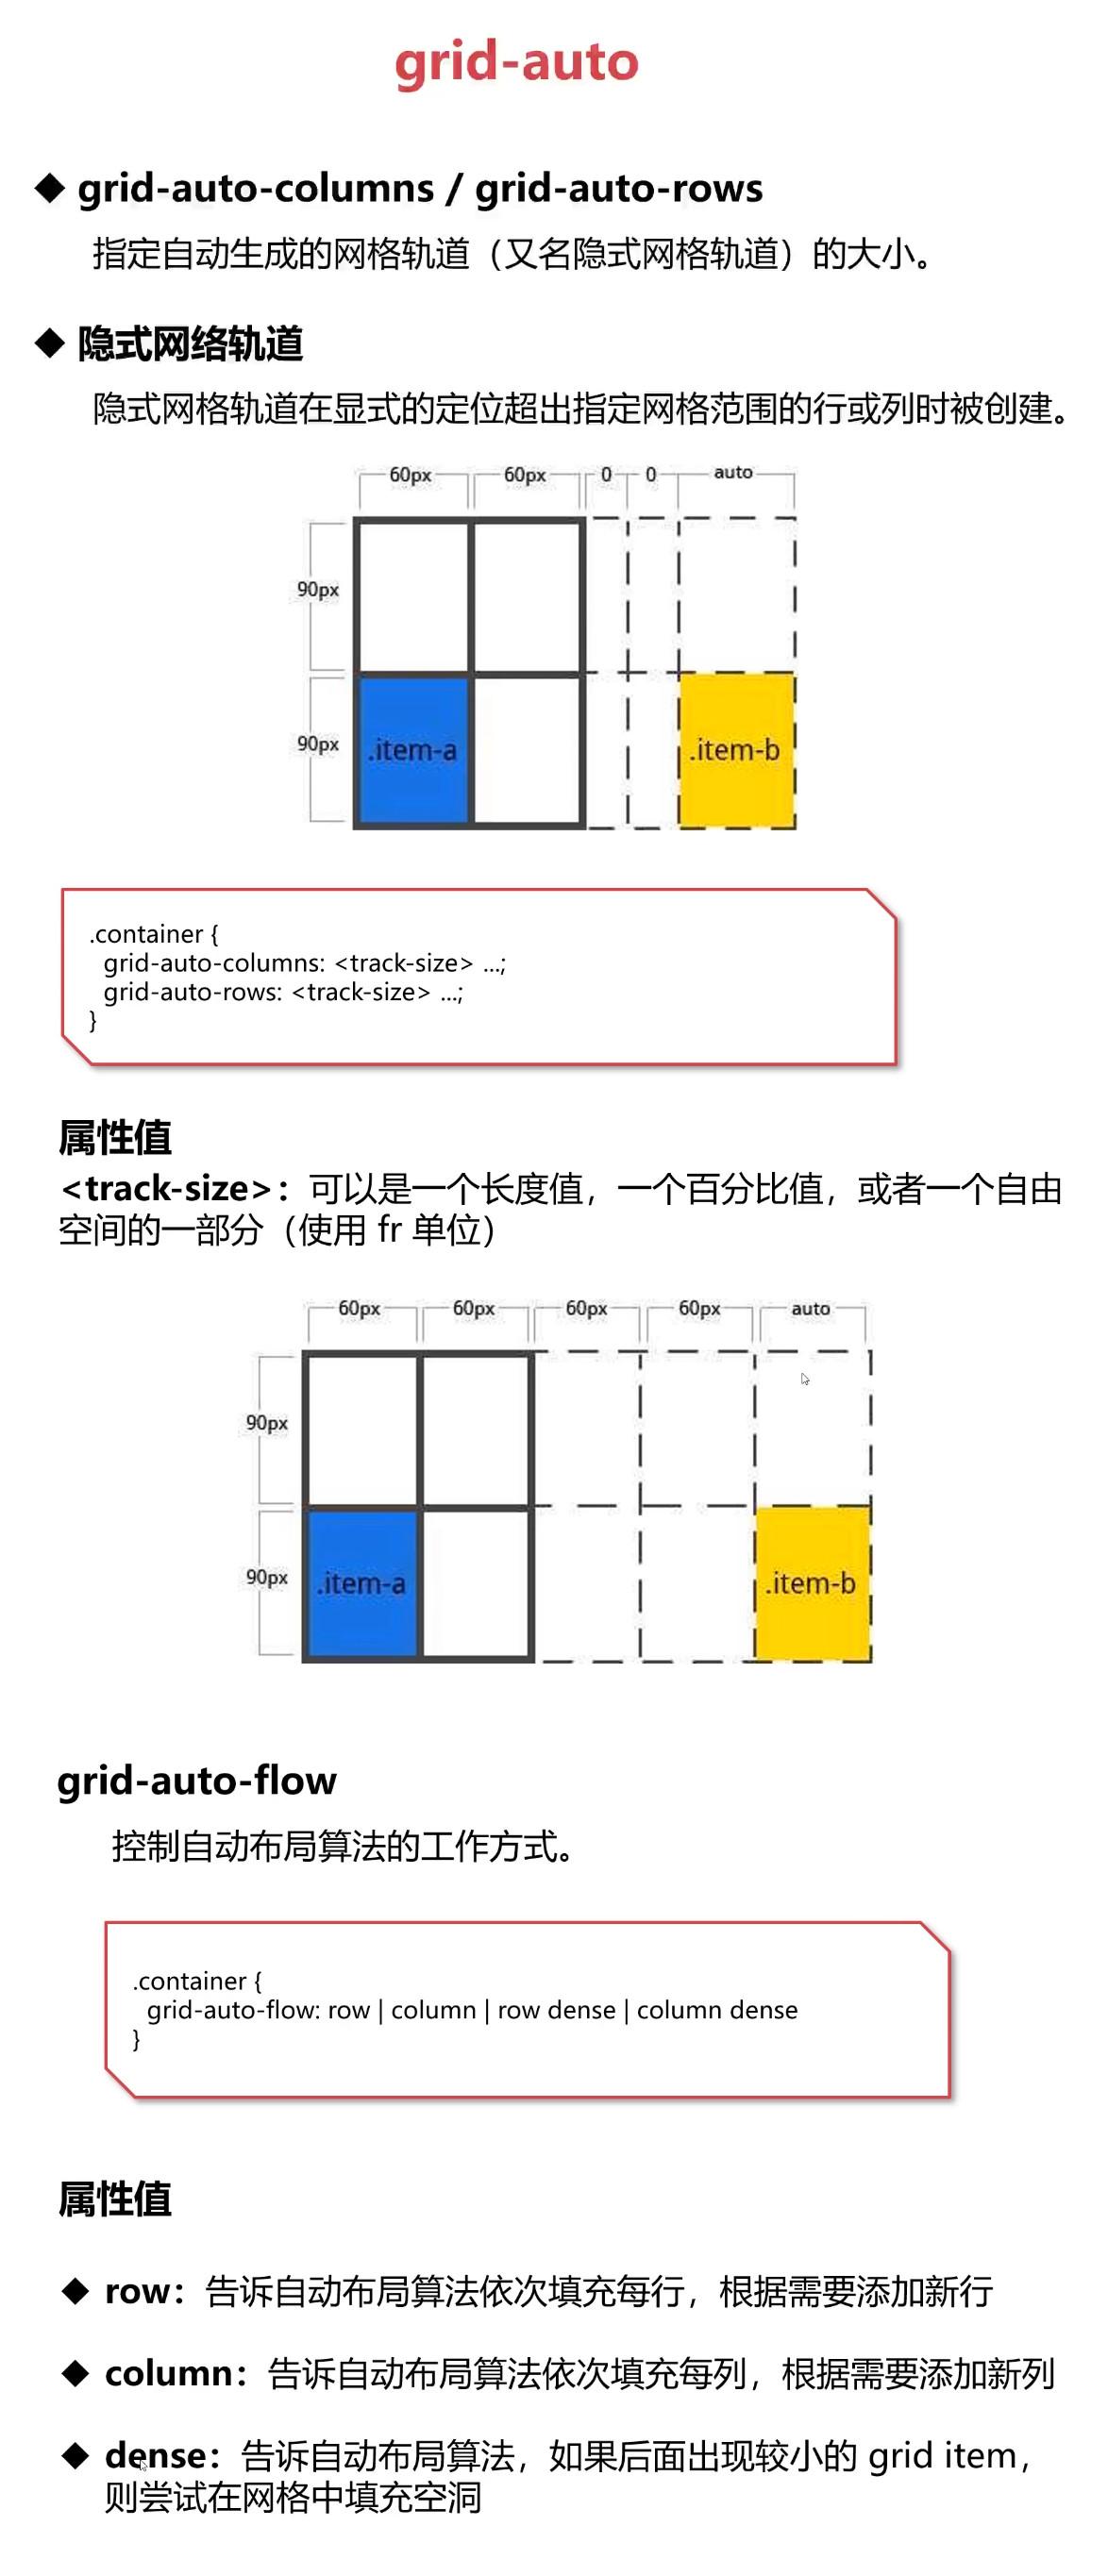 grid-auto
◆ grid-auto-columns / grid-auto-rows
指定自动生成的网格轨道（又名隐式网格轨道）的大小。
◆ 隐式网络轨道
隐式网格轨道在显式的定位超出指定网格范围的行或列时被创建。
60px 60px 0 0 auto
90px
90px .item-a .item-b
.container {
grid-auto-columns: <track-size> ...;
grid-auto-rows: <track-size> ...;
}
属性值
<track-size>：可以是一个长度值，一个百分比值，或者一个自由
空间的一部分（使用 fr 单位）
60px 60px 60px 60px auto
90px
90px .item-a .item-b
grid-auto-flow
控制自动布局算法的工作方式。
.container {
grid-auto-flow: row | column | row dense | column dense
}
属性值
◆ row：告诉自动布局算法依次填充每行，根据需要添加新行
◆ column：告诉自动布局算法依次填充每列，根据需要添加新列
◆ dense：告诉自动布局算法，如果后面出现较小的 grid item，
则尝试在网格中填充空洞